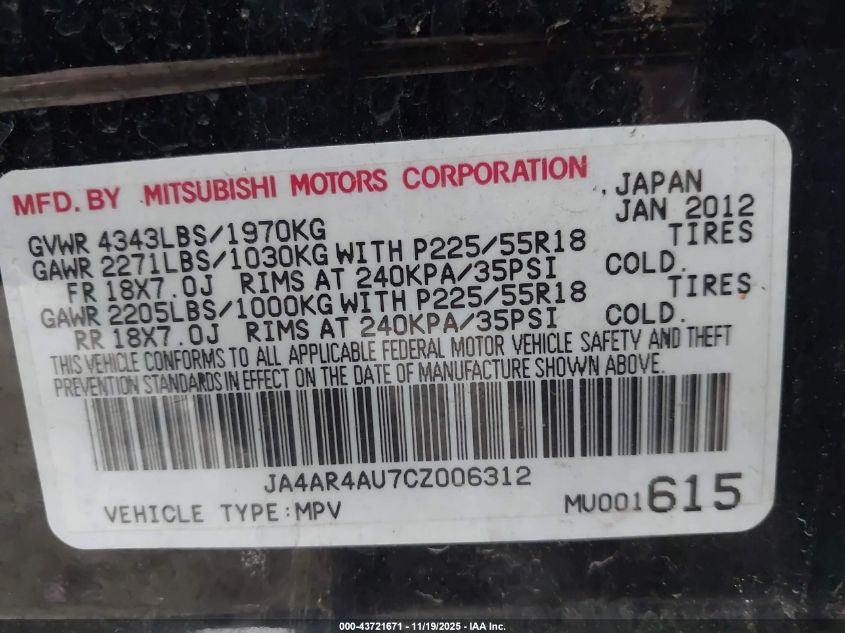 MFD. BY MITSUBISHI MOTORS CORPORATION , JAPAN
JAN 2012
GVWR 4343LBS/1970KG
GAWR 2271LBS/1030KG WITH P225/55R18 TIRES
FR 18X7.0J RIMS AT 240KPA/35PSI COLD.
GAWR 2205LBS/1000KG WITH P225/55R18 TIRES
RR 18X7.0J RIMS AT 240KPA/35PSI COLD.
THIS VEHICLE CONFORMS TO ALL APPLICABLE FEDERAL MOTOR VEHICLE SAFETY AND THEFT
PREVENTION STANDARDS IN EFFECT ON THE DATE OF MANUFACTURE SHOWN ABOVE.
JA4AR4AU7CZ006312
VEHICLE TYPE:MPV MU001615
000-43721671 - 11/19/2025 - IAA Inc.